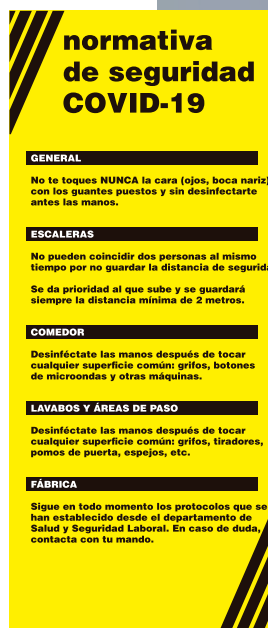 normativa
de seguridad
COVID-19
GENERAL
No te toques NUNCA la cara (ojos, boca nariz)
con los guantes puestos y sin desinfectarte
antes las manos.
ESCALERAS
No pueden coincidir dos personas al mismo
tiempo por no guardar la distancia de
Se da prioridad al que sube y se guardará
siempre la distancia mínima de 2 metros.
COMEDOR
Desinféctate las manos después de tocar
cualquier superficie común: grifos, botones
de microondas y otras máquinas.
LAVABOS Y ÁREAS DE PASO
Desinféctate las manos después de tocar
cualquier superficie común: grifos, tiradores,
pomos de puerta, espejos, etc.
FÁBRICA
Sigue en todo momento los protocolos que se
han establecido desde el departamento de
Salud y Seguridad Laboral. En caso de duda,
contacta con tu mando.